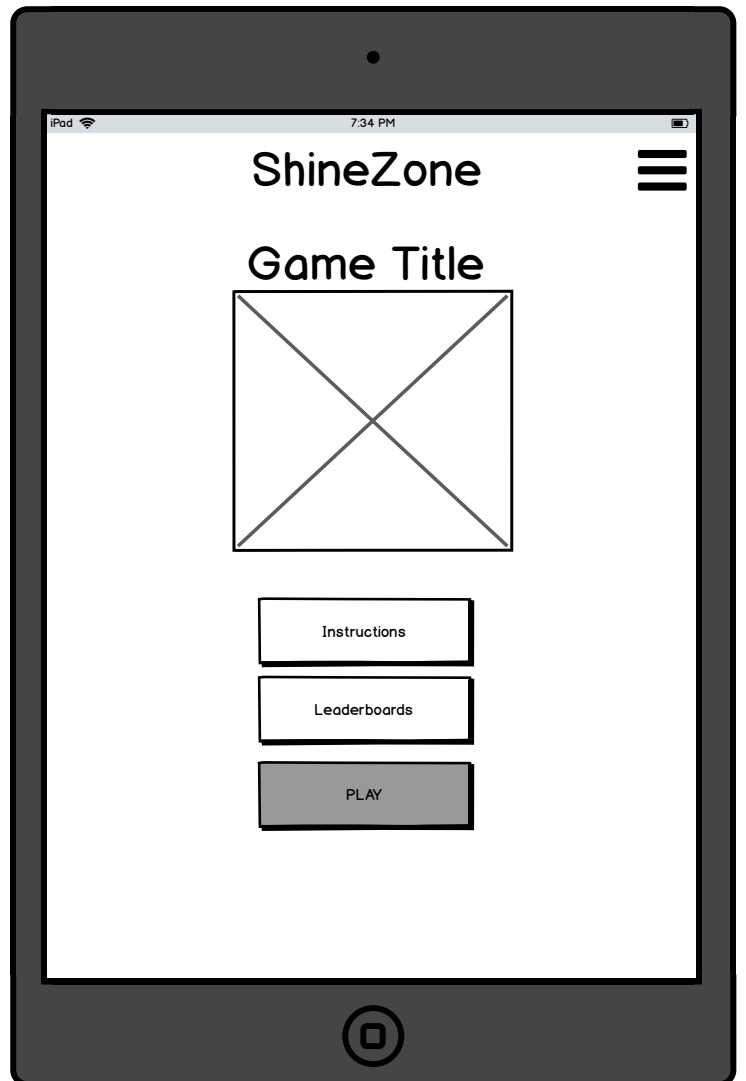 iPad 7:34 PM
ShineZone
Game Title
Instructions
Leaderboards
PLAY